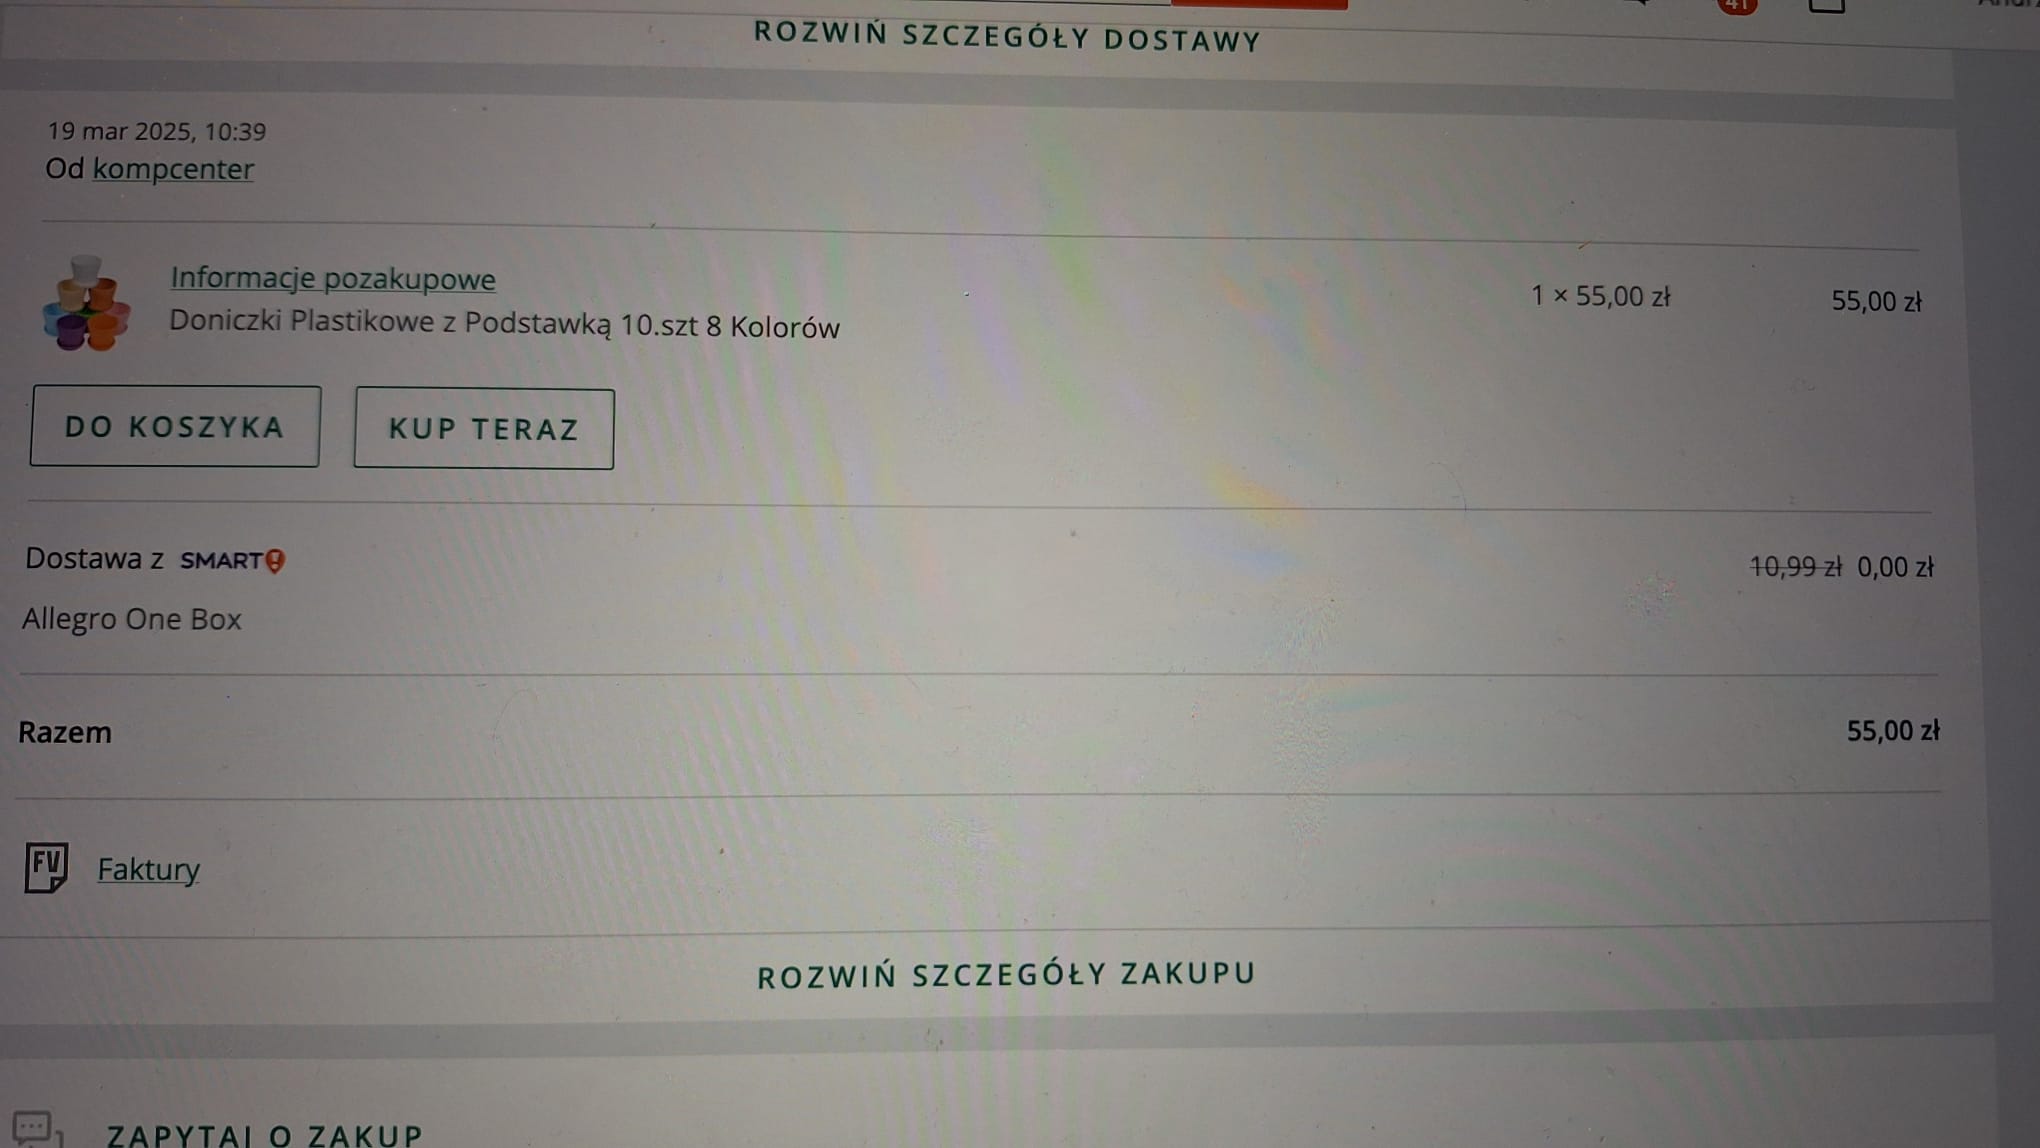 41
ROZWIŃ SZCZEGÓŁY DOSTAWY
19 mar 2025, 10:39
Od kompcenter
Informacje pozakupowe
Doniczki Plastikowe z Podstawką 10.szt 8 Kolorów
1 × 55,00 zł
55,00 zł
DO KOSZYKA
KUP TERAZ
Dostawa z SMART!
10,99 zł 0,00 zł
Allegro One Box
Razem
55,00 zł
FV
Faktury
ROZWIŃ SZCZEGÓŁY ZAKUPU
ZAPYTAJ O ZAKUP